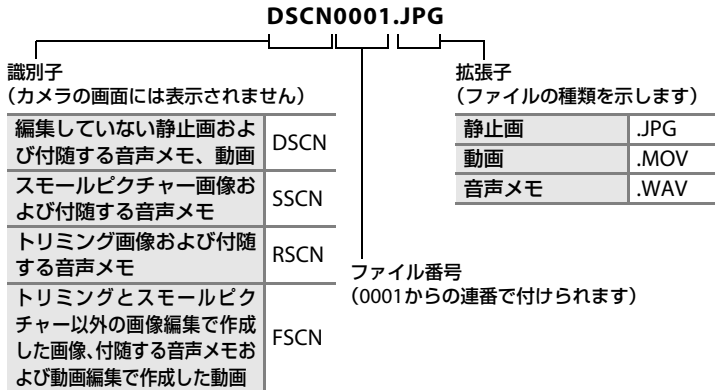 DSCN0001.JPG
識別子
(カメラの画面には表示されません)
編集していない静止画およ
び付随する音声メモ、動画
DSCN
スモールピクチャー画像お
よび付随する音声メモ
SSCN
トリミング画像および付随
する音声メモ
RSCN
トリミングとスモールピク
チャー以外の画像編集で作成
した画像、付随する音声メモお
よび動画編集で作成した動画
FSCN
ファイル番号
(0001からの連番で付けられます)
拡張子
(ファイルの種類を示します)
静止画 .JPG
動画 .MOV
音声メモ .WAV